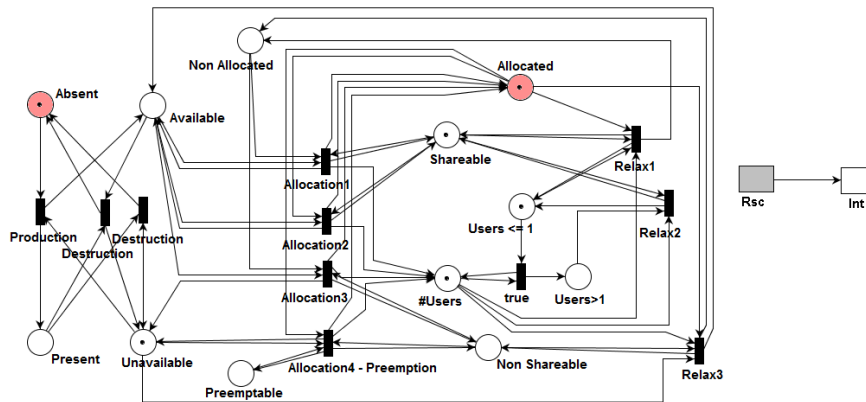 Non Allocated
Allocated
Absent
Available
Shareable
Relax1
Allocation1
Rsc
Int
Production
Destruction
Destruction
Allocation2
Users <= 1
Relax2
Allocation3
#Users
true
Users>1
Present
Unavailable
Allocation4 - Preemption
Non Shareable
Relax3
Preemptable